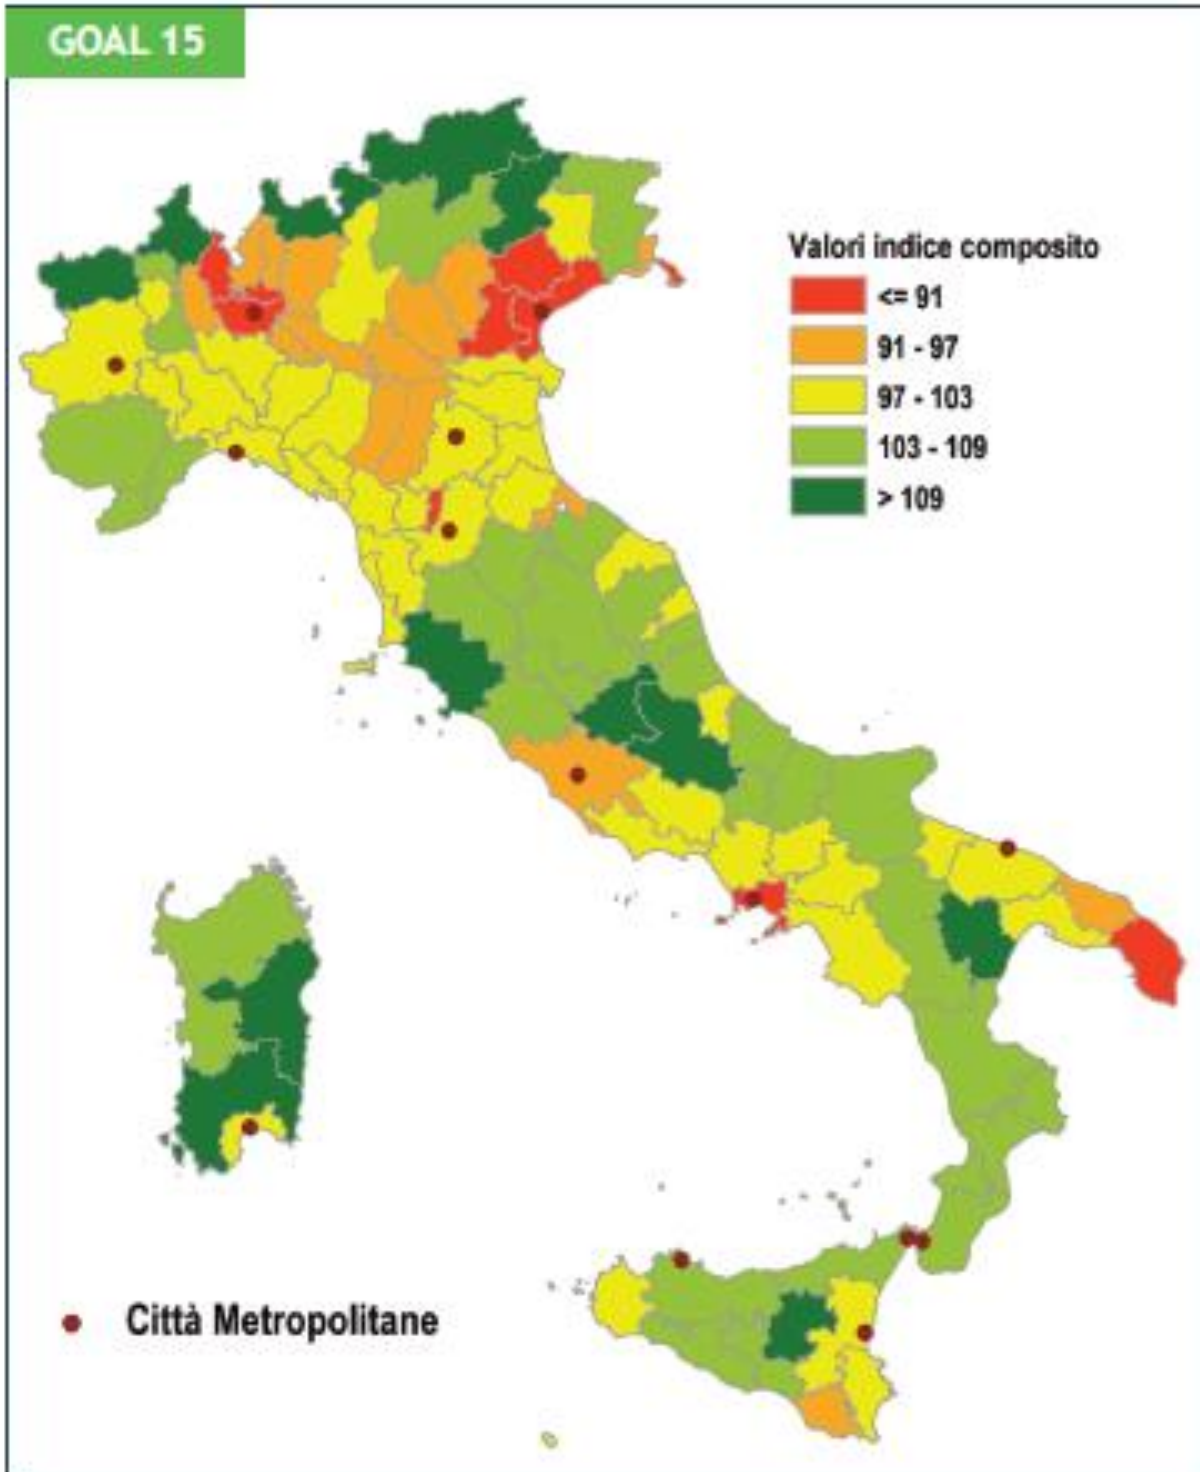 GOAL 15
Valori indice composito
<= 91
91 - 97
97 - 103
103 - 109
> 109
Città Metropolitane